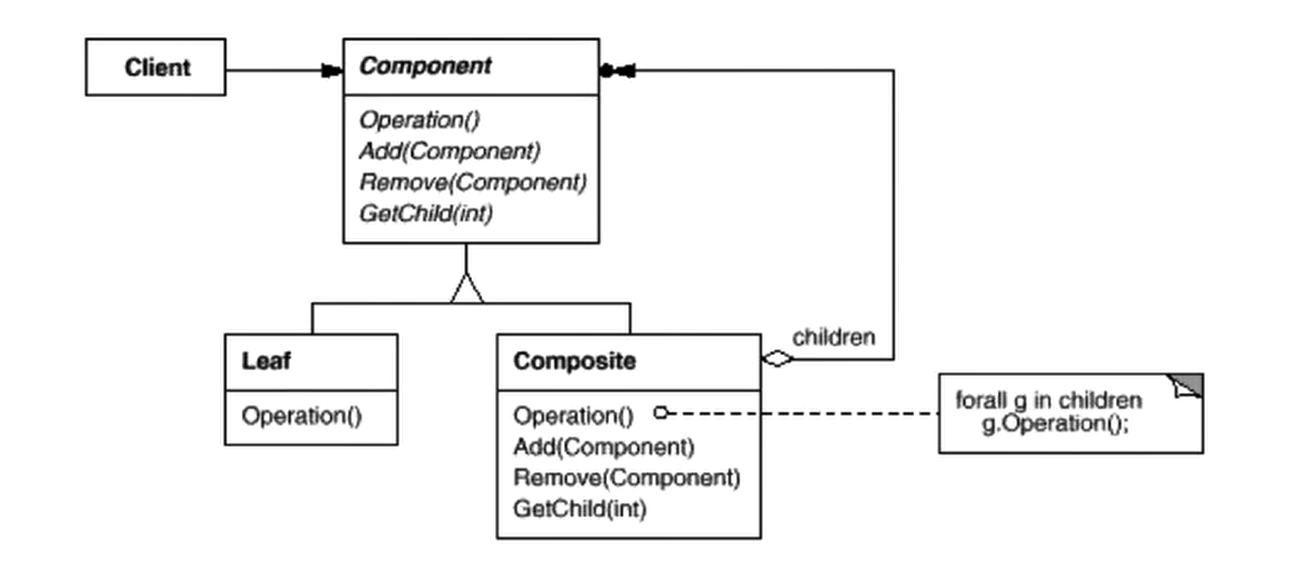 Client
Component
Operation()
Add(Component)
Remove(Component)
GetChild(int)
children
Leaf
Operation()
Composite
Operation()
Add(Component)
Remove(Component)
GetChild(int)
forall g in children
g.Operation();